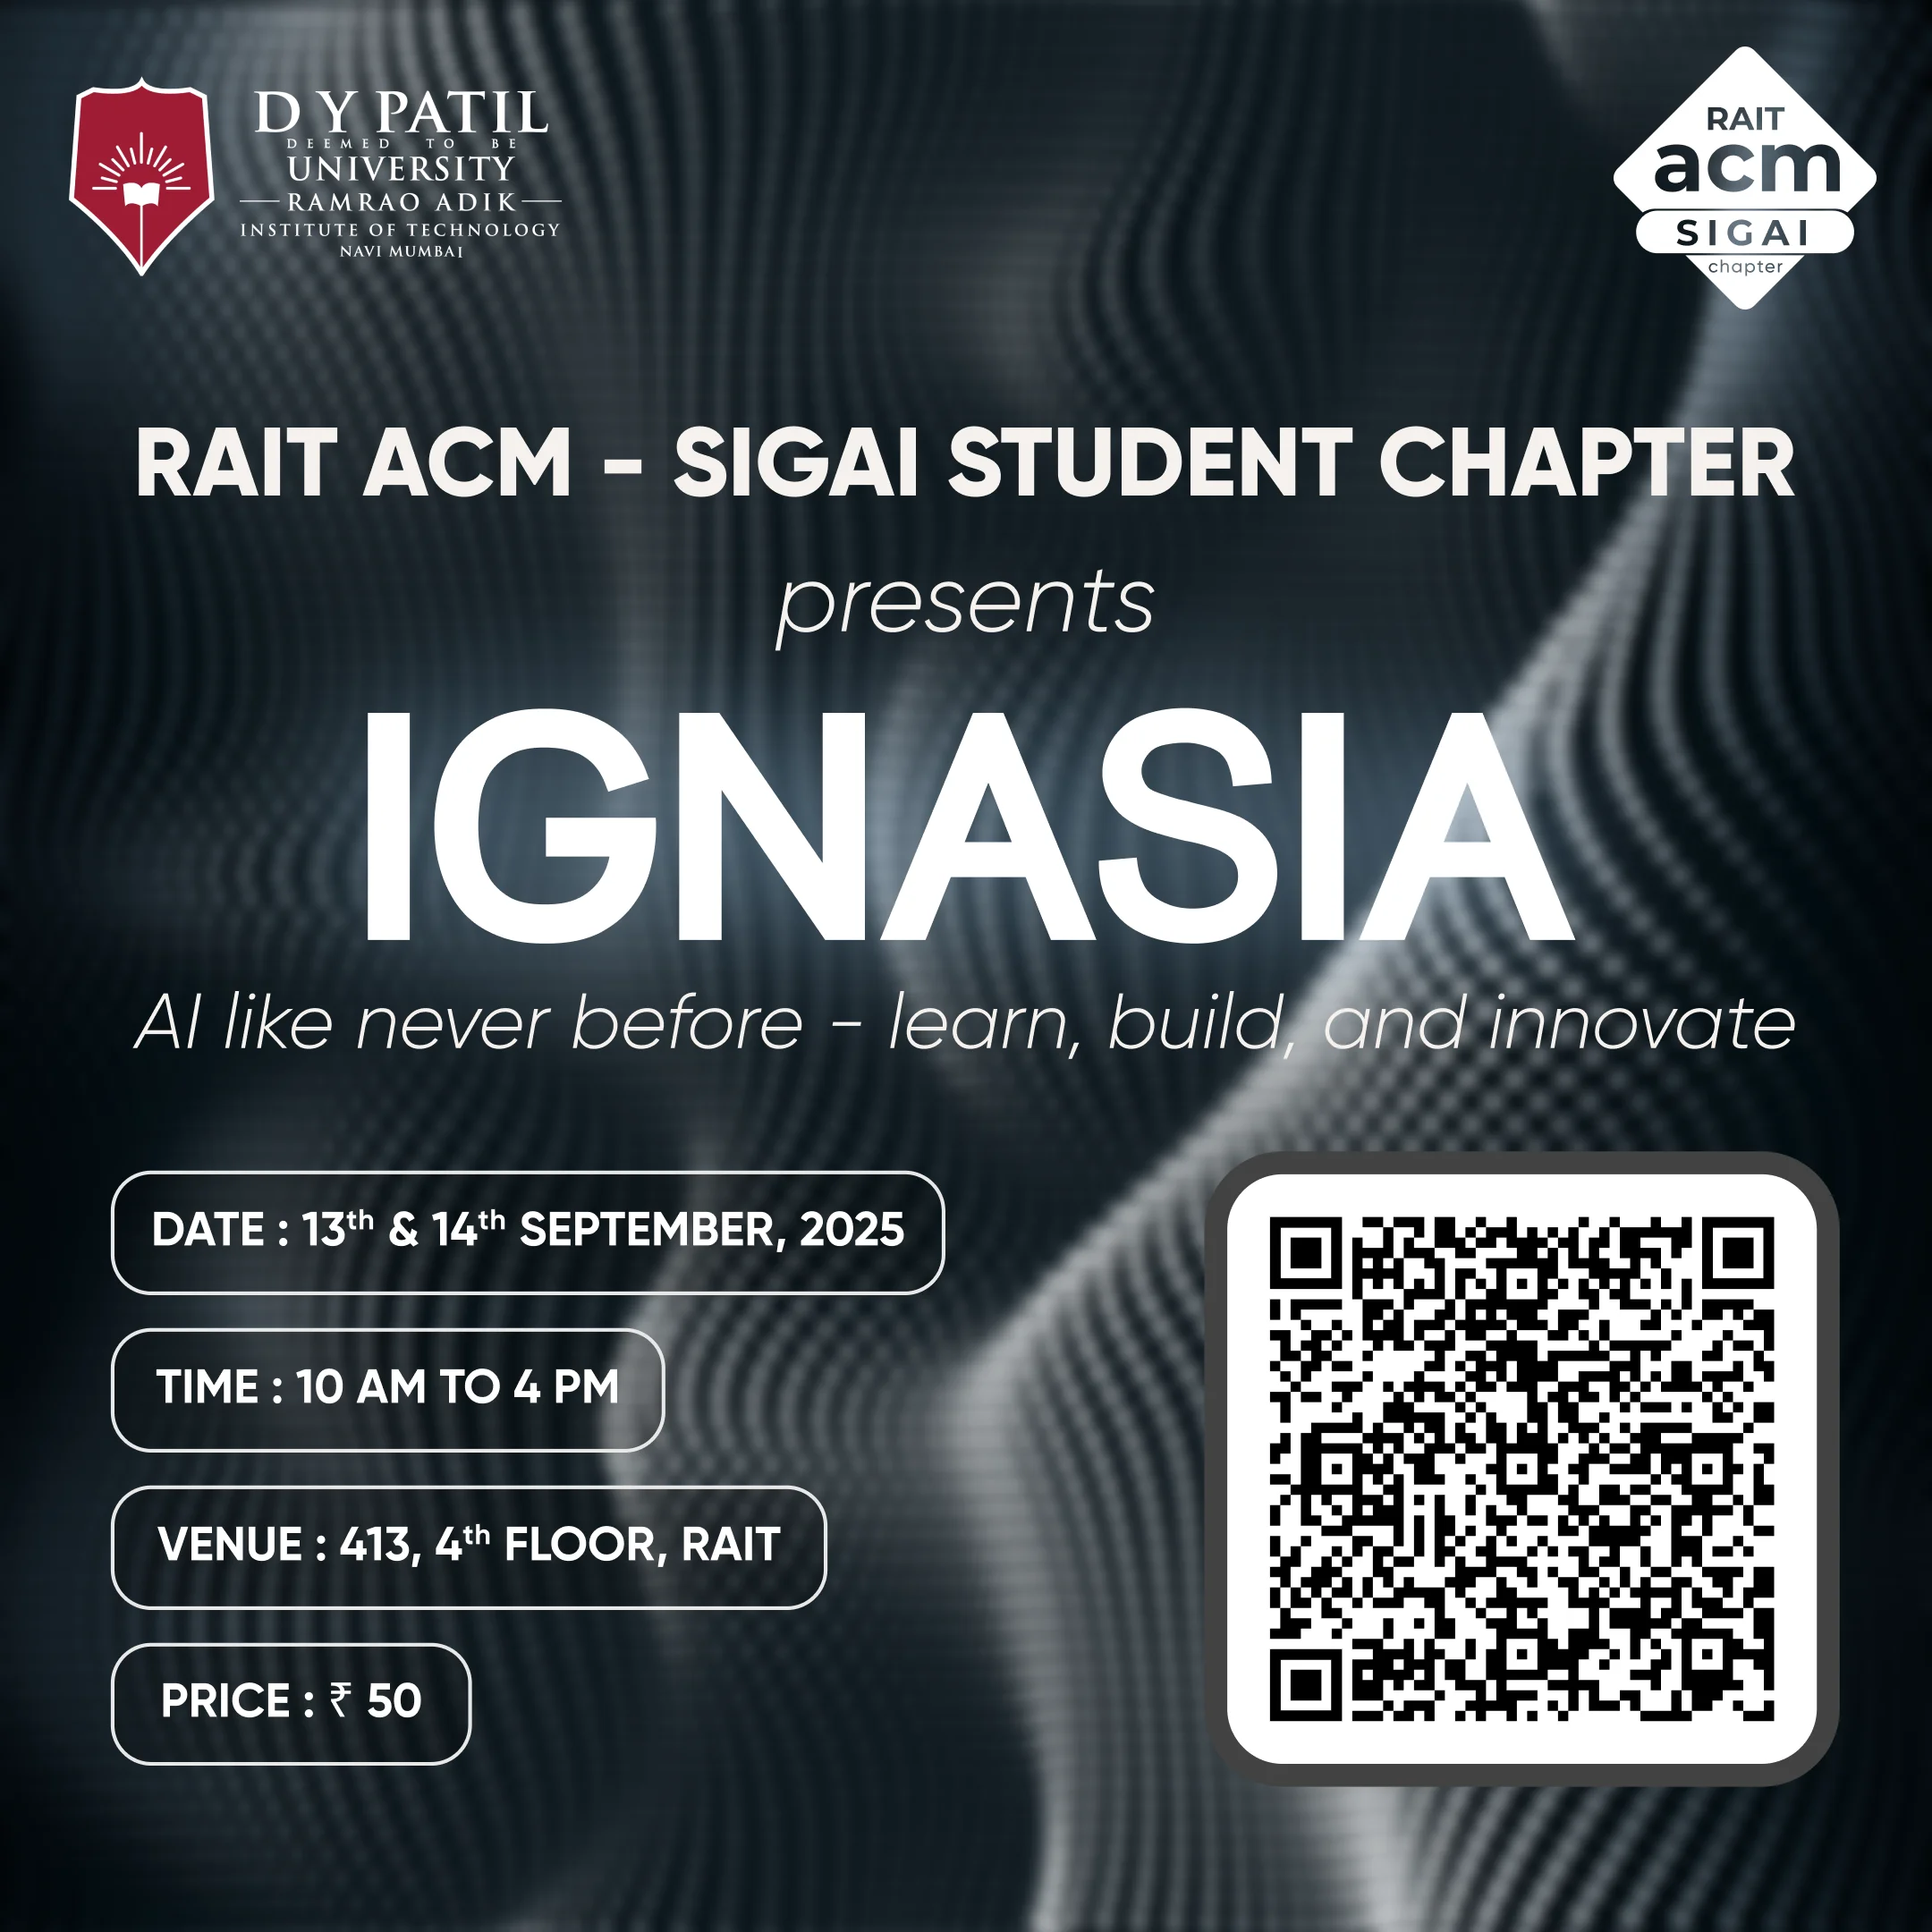 D Y PATIL
DEEMED TO BE
UNIVERSITY
RAMRAO ADIK
INSTITUTE OF TECHNOLOGY
NAVI MUMBAI
RAIT
acm
SIGAI
chapter
RAIT ACM - SIGAI STUDENT CHAPTER
presents
IGNASIA
AI like never before - learn, build, and innovate
DATE : 13th & 14th SEPTEMBER, 2025
TIME : 10 AM TO 4 PM
VENUE : 413, 4th FLOOR, RAIT
PRICE : ₹ 50